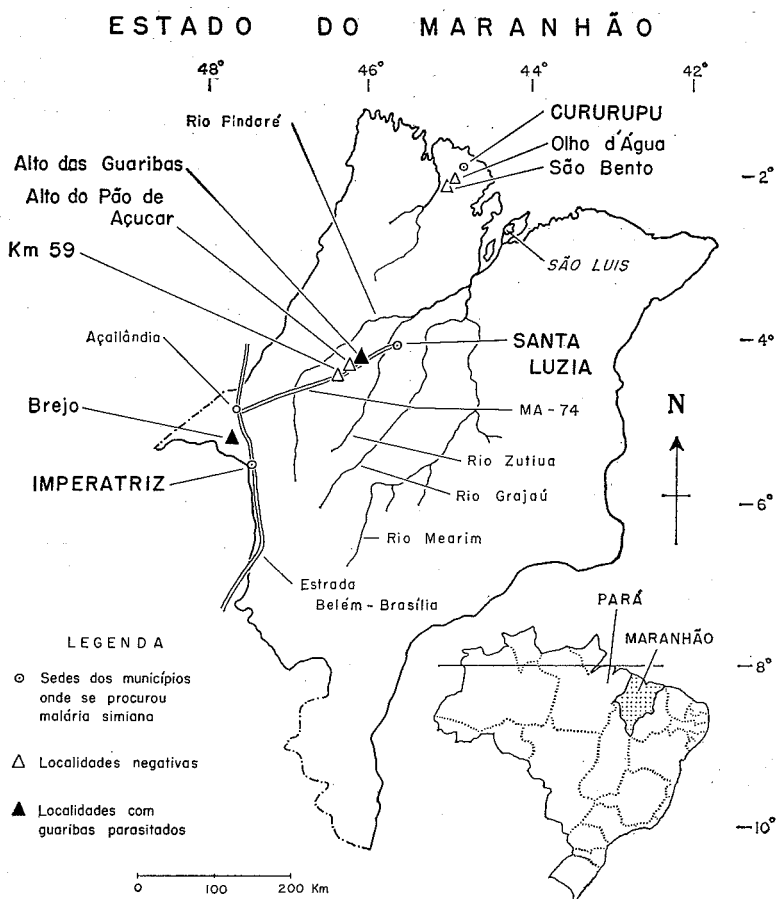 ESTADO DO MARANHÃO
48°
46°
44°
42°
Rio Pindaré
CURURUPU
Olho d'Água
São Bento
Alto das Guaribas
Alto do Pão de
Açucar
Km 59
—2°
SÃO LUIS
Açailândia
SANTA
LUZIA
—4°
Brejo
MA-74
N
Rio Zutiua
IMPERATRIZ
Rio Grajaú
—6°
Rio Mearim
Estrada
Belém-Brasília
PARÁ
MARANHÃO
—8°
LEGENDA
Sedes dos municípios
onde se procurou
malária simiana
Localidades negativas
Localidades com
guaribas parasitados
—10°
0 100 200 Km